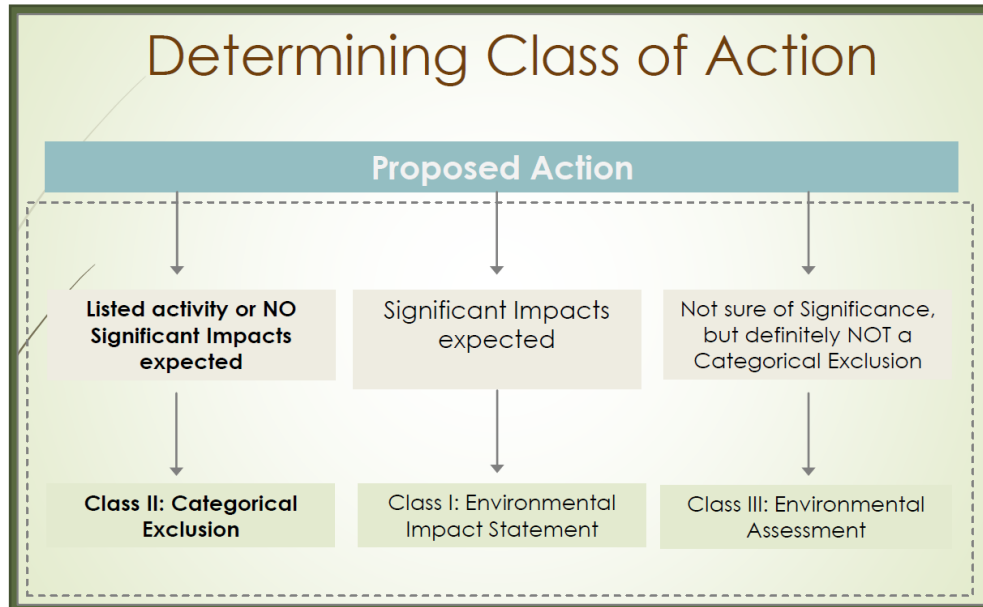 Determining Class of Action
Proposed Action
Listed activity or NO
Significant Impacts
expected
Significant Impacts
expected
Not sure of Significance,
but definitely NOT a
Categorical Exclusion
Class II: Categorical
Exclusion
Class I: Environmental
Impact Statement
Class III: Environmental
Assessment